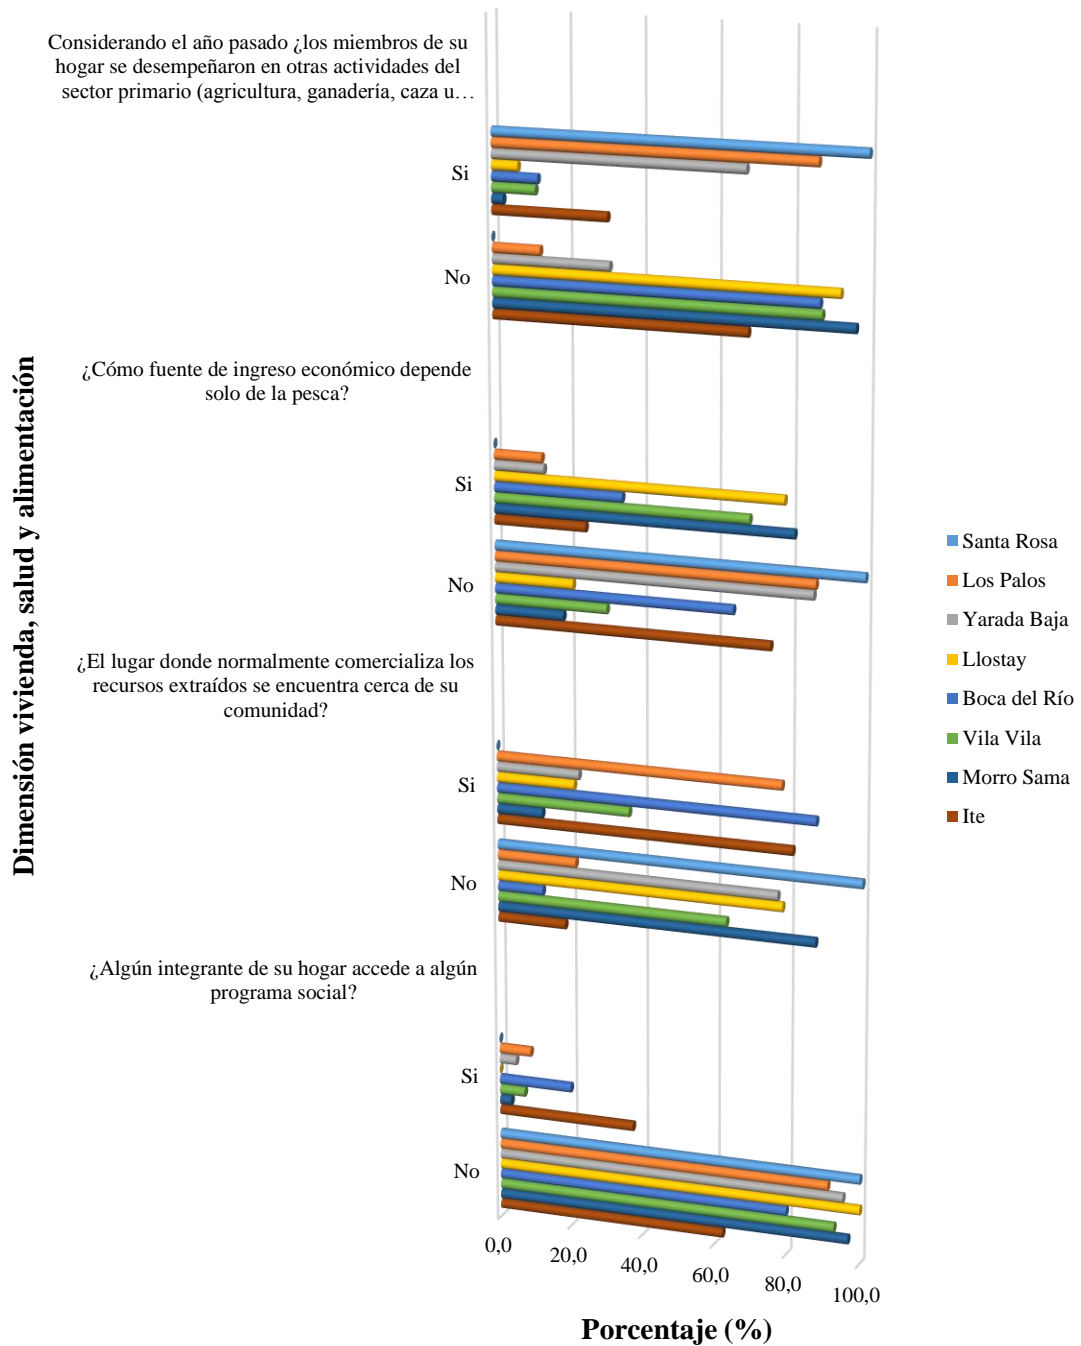 Considerando el año pasado ¿los miembros de su
hogar se desempeñaron en otras actividades del
sector primario (agricultura, ganadería, caza u…
Si
No
¿Cómo fuente de ingreso económico depende
solo de la pesca?
Si
No
¿El lugar donde normalmente comercializa los
recursos extraídos se encuentra cerca de su
comunidad?
Si
No
¿Algún integrante de su hogar accede a algún
programa social?
Si
No
Dimensión vivienda, salud y alimentación
0,0
20,0
40,0
60,0
80,0
100,0
Porcentaje (%)
Santa Rosa
Los Palos
Yarada Baja
Llostay
Boca del Río
Vila Vila
Morro Sama
Ite